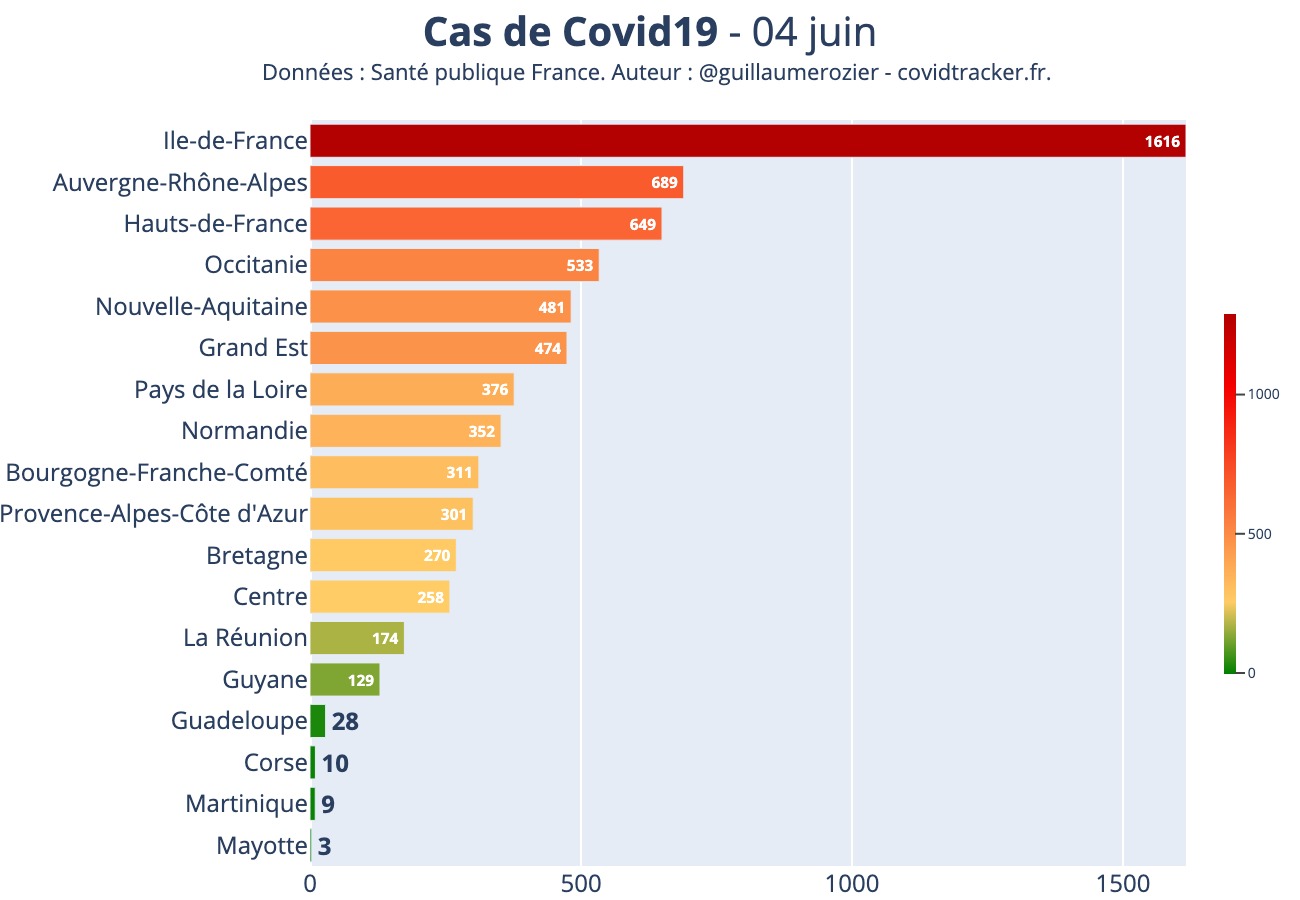 Cas de Covid19 - 04 juin
Données : Santé publique France. Auteur : @guillaumerozier - covidtracker.fr.
Ile-de-France 1616
Auvergne-Rhône-Alpes 689
Hauts-de-France 649
Occitanie 533
Nouvelle-Aquitaine 481
Grand Est 474
Pays de la Loire 376
Normandie 352
Bourgogne-Franche-Comté 311
Provence-Alpes-Côte d'Azur 301
Bretagne 270
Centre 258
La Réunion 174
Guyane 129
Guadeloupe 28
Corse 10
Martinique 9
Mayotte 3
0 500 1000 1500
1000
500
0